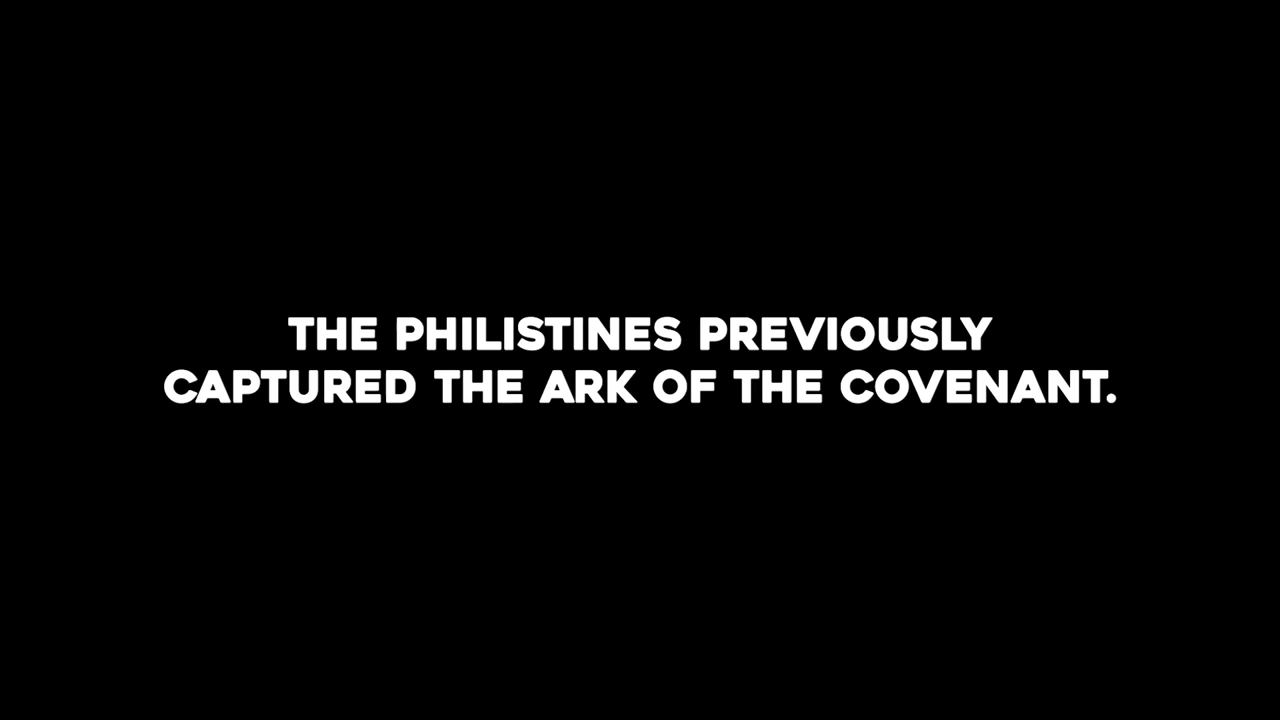 THE PHILISTINES PREVIOUSLY
CAPTURED THE ARK OF THE COVENANT.